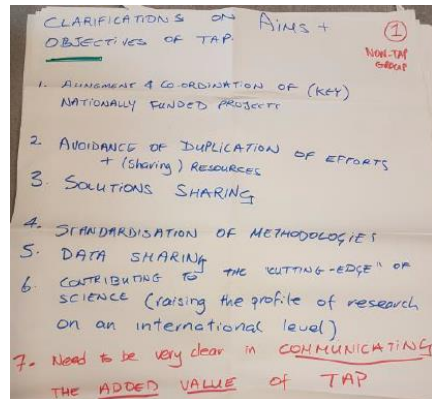 CLARIFICATIONS ON AIMS +
OBJECTIVES OF TAP.
1
NON-TAP
GROUP
1. ALINGMENT & CO-ORDINATION OF (KEY)
NATIONALLY FUNDED PROJECTS
2. AVOIDANCE OF DUPLICATION OF EFFORTS
+ (sharing) RESOURCES
3. SOLUTIONS SHARING
4. STANDARDISATION OF METHODOLOGIES
5. DATA SHARING
6. CONTRIBUTING TO THE "CUTTING-EDGE" OF
SCIENCE (raising the profile of research
on an international level)
7. Need to be very clear in COMMUNICATING
THE ADDED VALUE of TAP